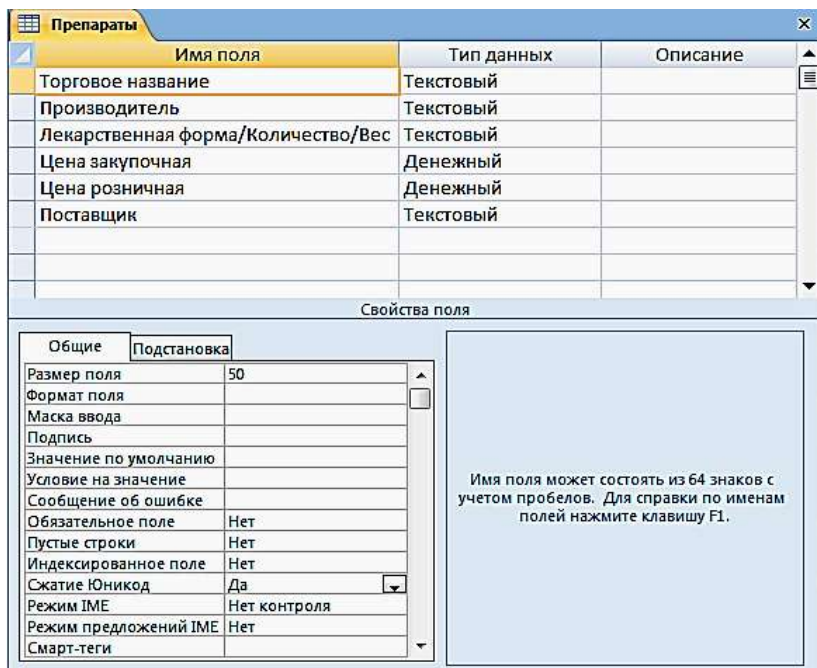 Препараты
Имя поля Тип данных Описание
Торговое название Текстовый
Производитель Текстовый
Лекарственная форма/Количество/Вес Текстовый
Цена закупочная Денежный
Цена розничная Денежный
Поставщик Текстовый
Свойства поля
Общие Подстановка
Размер поля 50
Формат поля
Маска ввода
Подпись
Значение по умолчанию
Условие на значение
Сообщение об ошибке
Обязательное поле Нет
Пустые строки Нет
Индексированное поле Нет
Сжатие Юникод Да
Режим IME Нет контроля
Режим предложений IME Нет
Смарт-теги
Имя поля может состоять из 64 знаков с
учетом пробелов. Для справки по именам
полей нажмите клавишу F1.